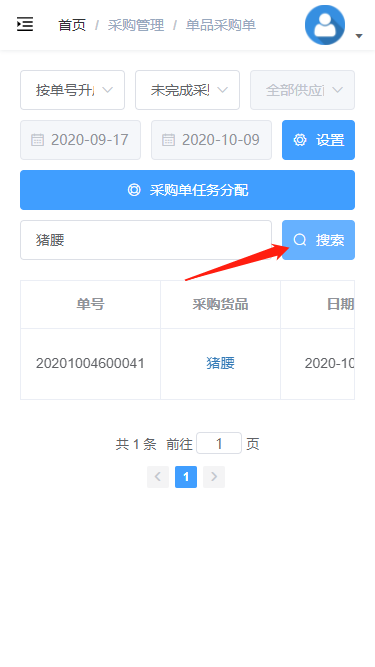 首页 / 采购管理 / 单品采购单
按单号升 未完成采购 全部供应
2020-09-17 2020-10-09 设置
采购单任务分配
猪腰 搜索
单号 采购货品 日期
20201004600041 猪腰 2020-10
共 1 条 前往 1 页
1